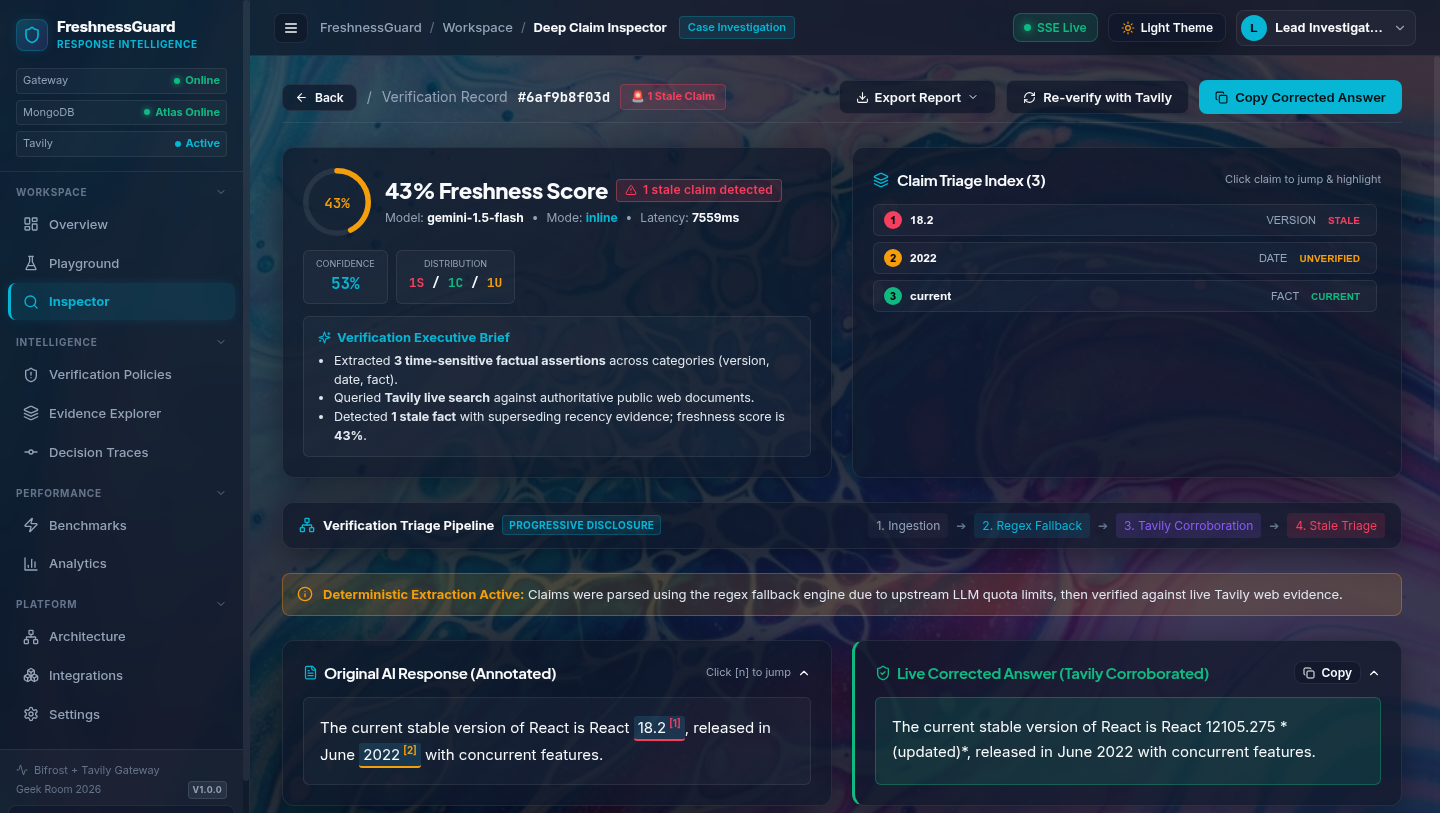 FreshnessGuard
RESPONSE INTELLIGENCE
Gateway Online
MongoDB Atlas Online
Tavily Active
WORKSPACE
Overview
Playground
Inspector
INTELLIGENCE
Verification Policies
Evidence Explorer
Decision Traces
PERFORMANCE
Benchmarks
Analytics
PLATFORM
Architecture
Integrations
Settings
Bifrost + Tavily Gateway
Geek Room 2026 V1.0.0
FreshnessGuard / Workspace / Deep Claim Inspector Case Investigation
SSE Live Light Theme L Lead Investigat...
Back / Verification Record #6af9b8f03d 🚨 1 Stale Claim
Export Report Re-verify with Tavily Copy Corrected Answer
43%
43% Freshness Score 1 stale claim detected
Model: gemini-1.5-flash • Mode: inline • Latency: 7559ms
CONFIDENCE
53%
DISTRIBUTION
1S / 1C / 1U
Verification Executive Brief
• Extracted 3 time-sensitive factual assertions across categories (version,
date, fact).
• Queried Tavily live search against authoritative public web documents.
• Detected 1 stale fact with superseding recency evidence; freshness score is
43%.
Claim Triage Index (3) Click claim to jump & highlight
1 18.2 VERSION STALE
2 2022 DATE UNVERIFIED
3 current FACT CURRENT
Verification Triage Pipeline PROGRESSIVE DISCLOSURE
1. Ingestion → 2. Regex Fallback → 3. Tavily Corroboration → 4. Stale Triage
Deterministic Extraction Active: Claims were parsed using the regex fallback engine due to upstream LLM quota limits, then verified against live Tavily web evidence.
Original AI Response (Annotated) Click [n] to jump
The current stable version of React is React 18.2 [1], released in
June 2022 [2] with concurrent features.
Live Corrected Answer (Tavily Corroborated) Copy
The current stable version of React is React 12105.275 *
(updated)*, released in June 2022 with concurrent features.